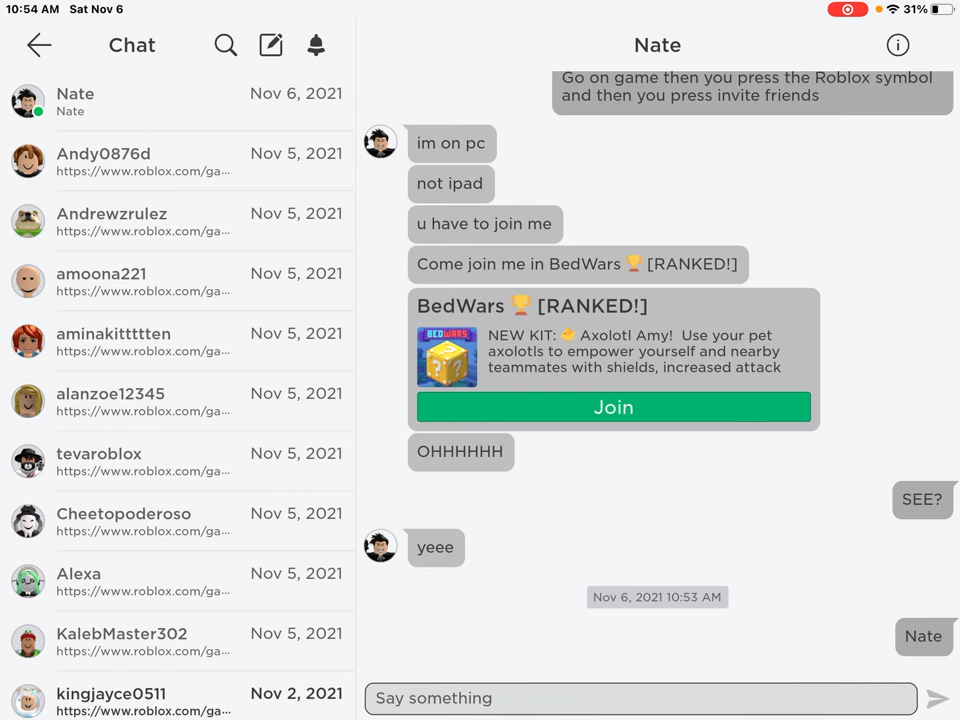 10:54 AM Sat Nov 6
31%
Chat
Nate
Nate
Nov 6, 2021
Nate
Andy0876d
Nov 5, 2021
https://www.roblox.com/ga...
Andrewzrulez
Nov 5, 2021
https://www.roblox.com/ga...
amoona221
Nov 5, 2021
https://www.roblox.com/ga...
aminakittttten
Nov 5, 2021
https://www.roblox.com/ga...
alanzoe12345
Nov 5, 2021
https://www.roblox.com/ga...
tevaroblox
Nov 5, 2021
https://www.roblox.com/ga...
Cheetopoderoso
Nov 5, 2021
https://www.roblox.com/ga...
Alexa
Nov 5, 2021
https://www.roblox.com/ga...
KalebMaster302
Nov 5, 2021
https://www.roblox.com/ga...
kingjayce0511
Nov 2, 2021
https://www.roblox.com/ga...
Go on game then you press the Roblox symbol
and then you press invite friends
im on pc
not ipad
u have to join me
Come join me in BedWars 🏆 [RANKED!]
BedWars 🏆 [RANKED!]
BEDWARS
? ?
NEW KIT: Axolotl Amy! Use your pet
axolotls to empower yourself and nearby
teammates with shields, increased attack
Join
OHHHHHH
SEE?
yeee
Nov 6, 2021 10:53 AM
Nate
Say something